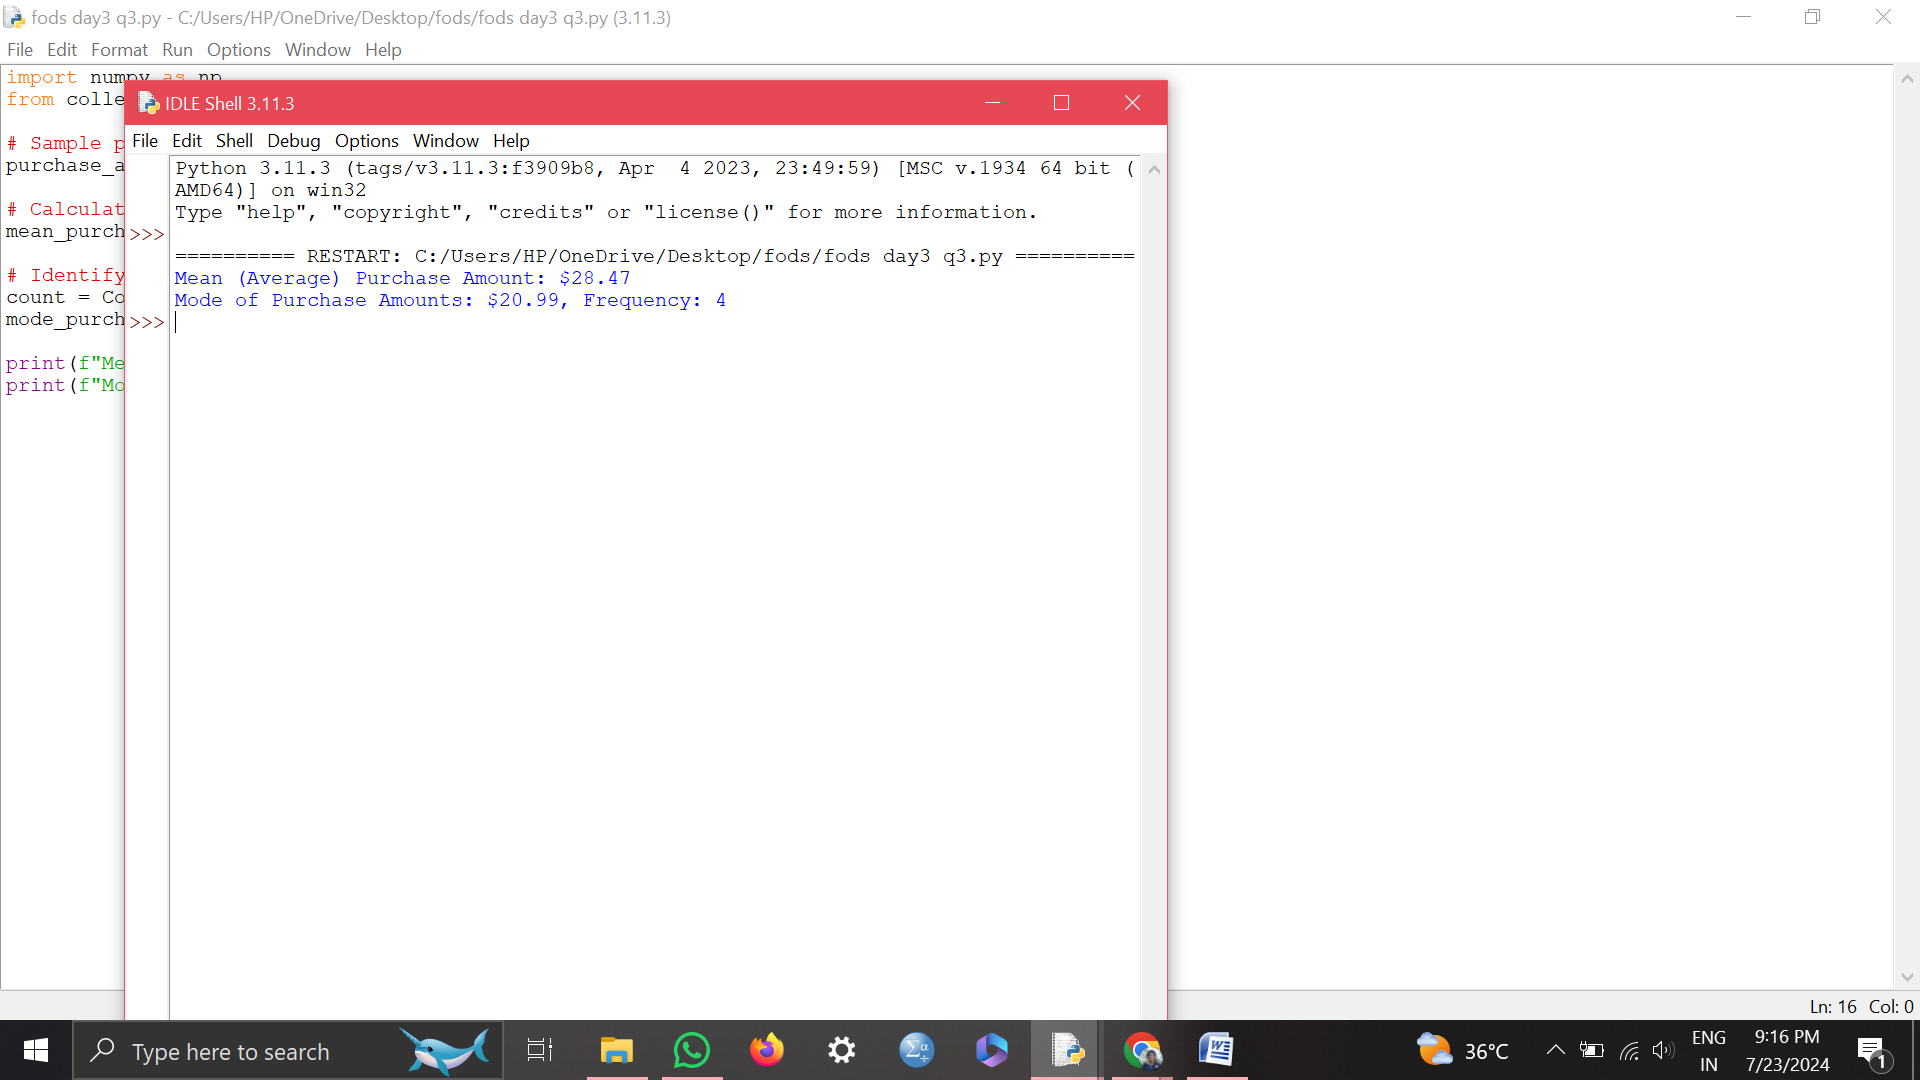 fods day3 q3.py - C:/Users/HP/OneDrive/Desktop/fods/fods day3 q3.py (3.11.3)
File Edit Format Run Options Window Help
import numpy as np
from colle
# Sample p
purchase_a
# Calculat
mean_purch
# Identify
count = Co
mode_purch
print(f"Me
print(f"Mo
IDLE Shell 3.11.3
File Edit Shell Debug Options Window Help
Python 3.11.3 (tags/v3.11.3:f3909b8, Apr  4 2023, 23:49:59) [MSC v.1934 64 bit (
AMD64)] on win32
Type "help", "copyright", "credits" or "license()" for more information.
>>>
========== RESTART: C:/Users/HP/OneDrive/Desktop/fods/fods day3 q3.py ==========
Mean (Average) Purchase Amount: $28.47
Mode of Purchase Amounts: $20.99, Frequency: 4
>>>
Ln: 16 Col: 0
Type here to search
36°C
ENG
IN
9:16 PM
7/23/2024
1